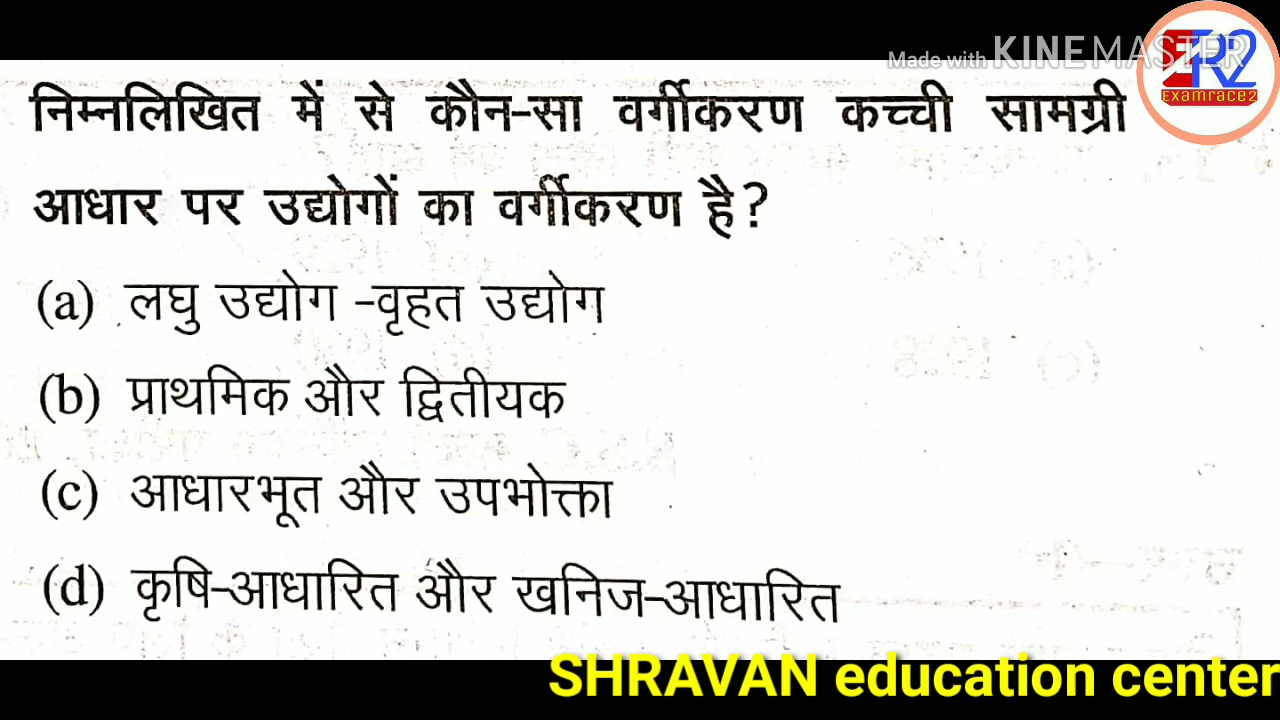 Made with KINEMASTER
ER2
Examrace2
निम्नलिखित में से कौन-सा वर्गीकरण कच्ची सामग्री
आधार पर उद्योगों का वर्गीकरण है?
(a) लघु उद्योग -वृहत उद्योग
(b) प्राथमिक और द्वितीयक
(c) आधारभूत और उपभोक्ता
(d) कृषि-आधारित और खनिज-आधारित
SHRAVAN education center